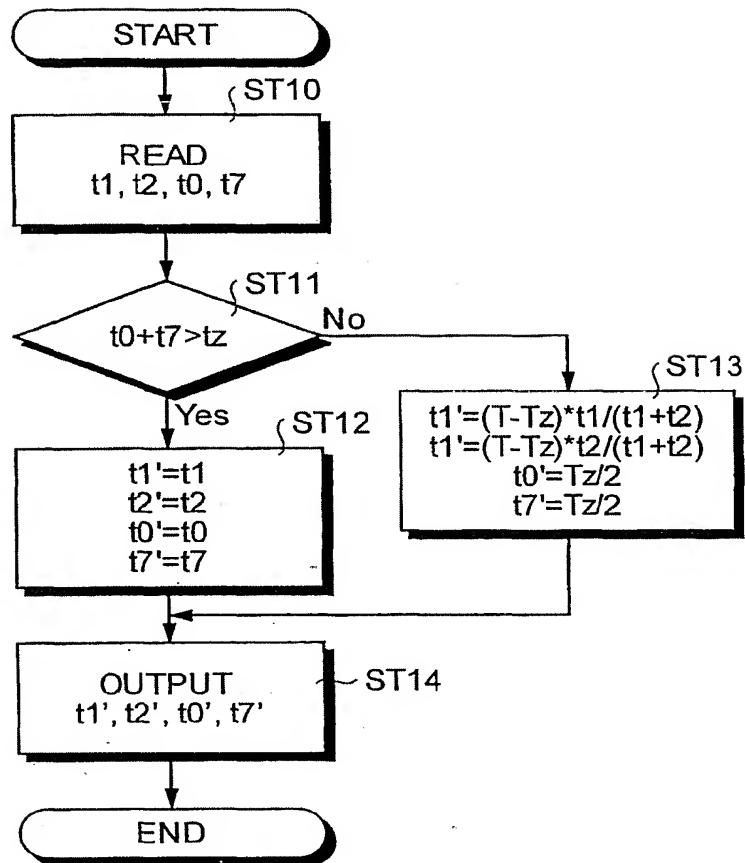 START
ST10
READ
t1, t2, t0, t7
ST11
t0+t7>tz
No
Yes
ST12
t1'=t1
t2'=t2
t0'=t0
t7'=t7
ST13
t1'=(T-Tz)*t1/(t1+t2)
t1'=(T-Tz)*t2/(t1+t2)
t0'=Tz/2
t7'=Tz/2
OUTPUT
t1', t2', t0', t7'
ST14
END